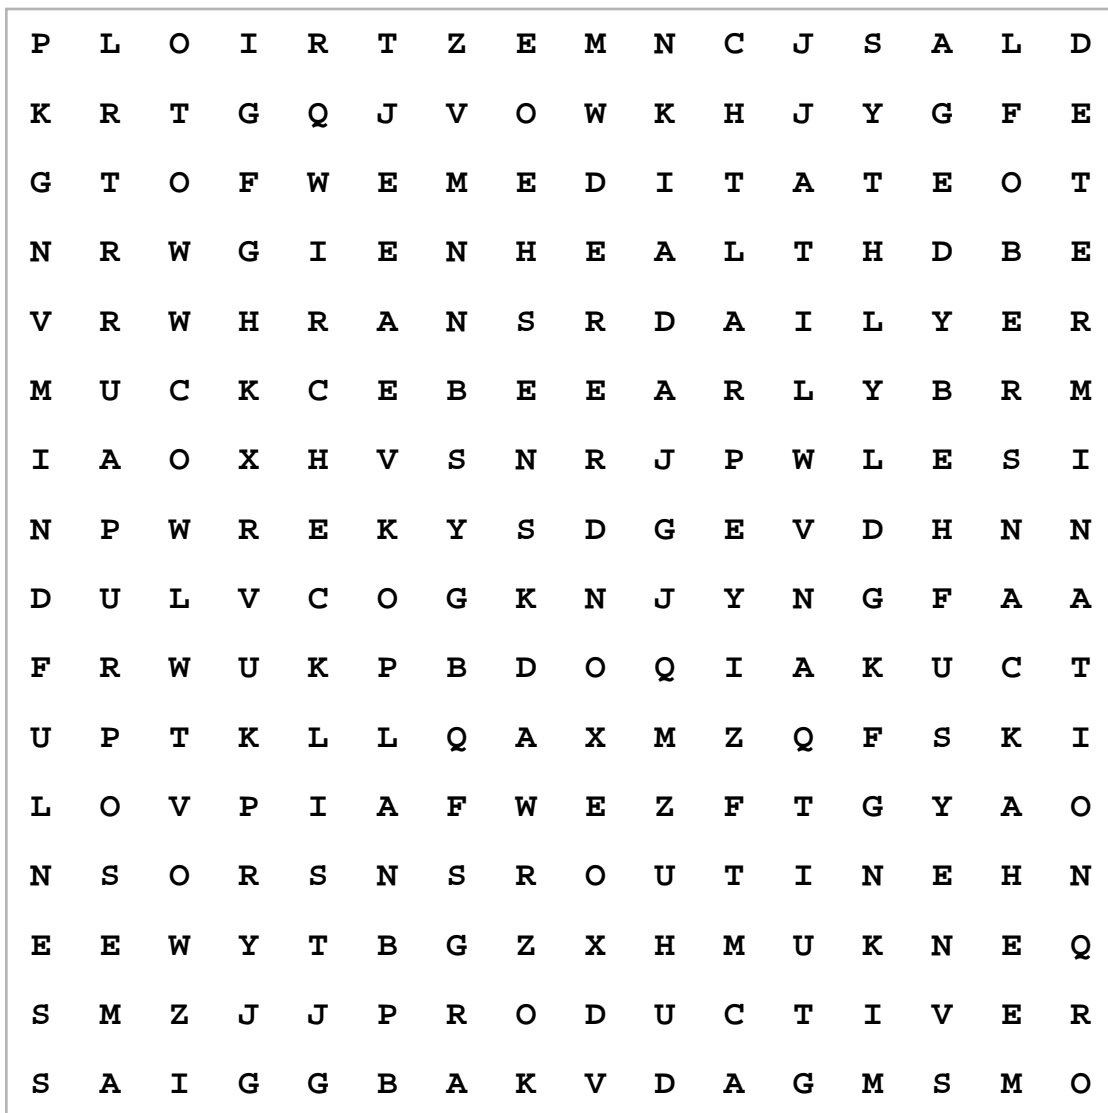 P L O I R T Z E M N C J S A L D
K R T G Q J V O W K H J Y G F E
G T O F W E M E D I T A T E O T
N R W G I E N H E A L T H D B E
V R W H R A N S R D A I L Y E R
M U C K C E B E E A R L Y B R M
I A O X H V S N R J P W L E S I
N P W R E K Y S D G E V D H N N
D U L V C O G K N J Y N G F A A
F R W U K P B D O Q I A K U C T
U P T K L L Q A X M Z Q F S K I
L O V P I A F W E Z F T G Y A O
N S O R S N S R O U T I N E H N
E E W Y T B G Z X H M U K N E Q
S M Z J J P R O D U C T I V E R
S A I G G B A K V D A G M S M O